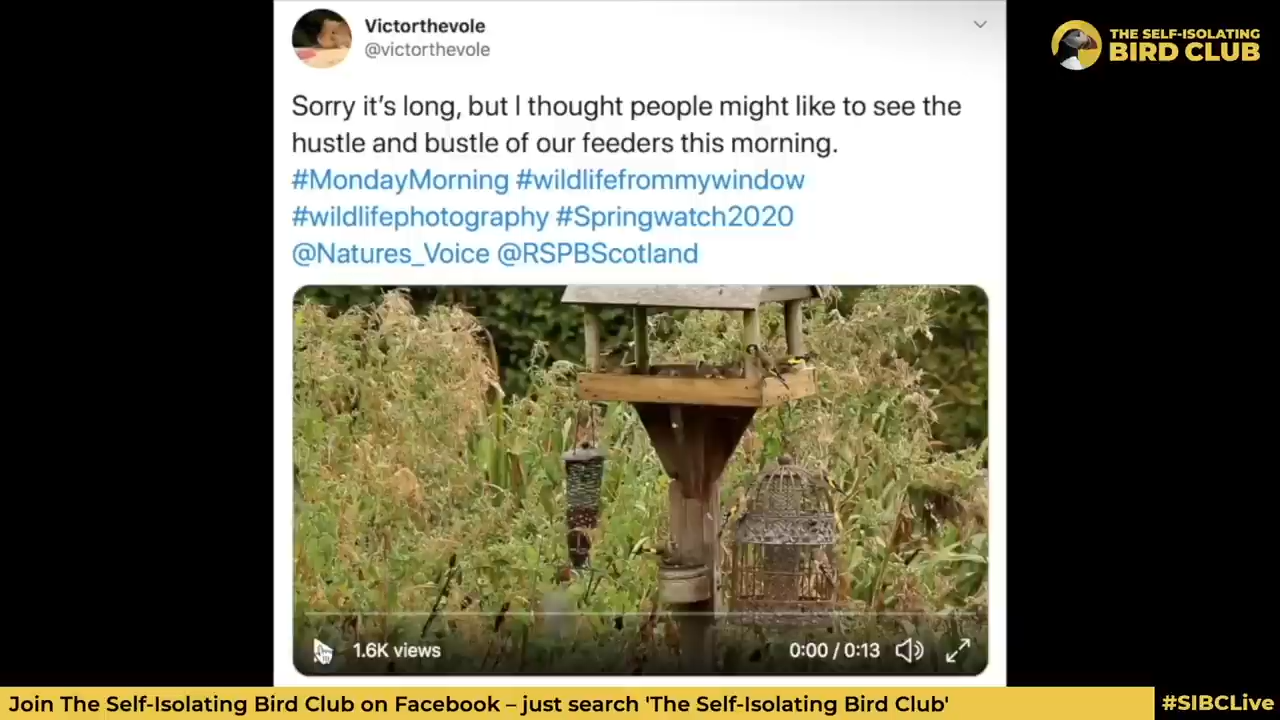 Victorthevole
@victorthevole
THE SELF-ISOLATING
BIRD CLUB
Sorry it's long, but I thought people might like to see the
hustle and bustle of our feeders this morning.
#MondayMorning #wildlifefrommywindow
#wildlifephotography #Springwatch2020
@Natures_Voice @RSPBScotland
1.6K views
0:00 / 0:13
Join The Self-Isolating Bird Club on Facebook – just search 'The Self-Isolating Bird Club'
#SIBCLive